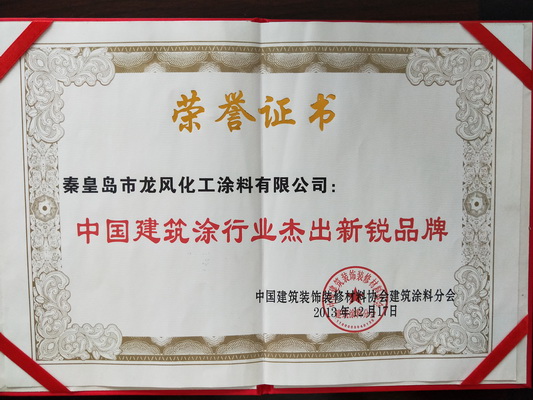 荣誉证书
秦皇岛市龙风化工涂料有限公司：
中国建筑涂行业杰出新锐品牌
中国建筑装饰装修材料协会建筑涂料分会
2013年12月17日